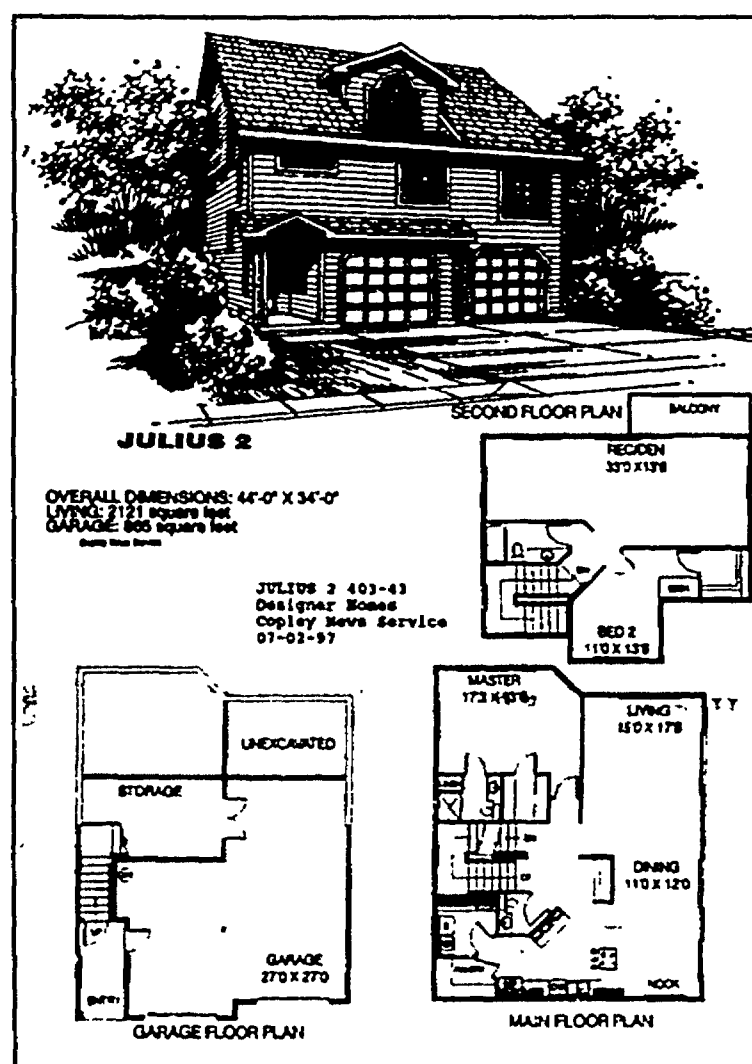 SECOND FLOOR PLAN
BALCONY
JULIUS 2
REC/DEN
33'0 X 13'8
OVERALL DIMENSIONS: 44'-0" X 34'-0"
LIVING: 2121 square feet
GARAGE: 865 square feet
JULIUS 2 403-43
Designer Homes
Copley News Service
07-02-97
BED 2
11'0 X 13'8
MASTER
LIVING
15'0 X 17'8
UNEXCAVATED
STORAGE
DINING
11'0 X 12'0
GARAGE
27'0 X 27'0
ENTRY
NOOK
GARAGE FLOOR PLAN
MAIN FLOOR PLAN